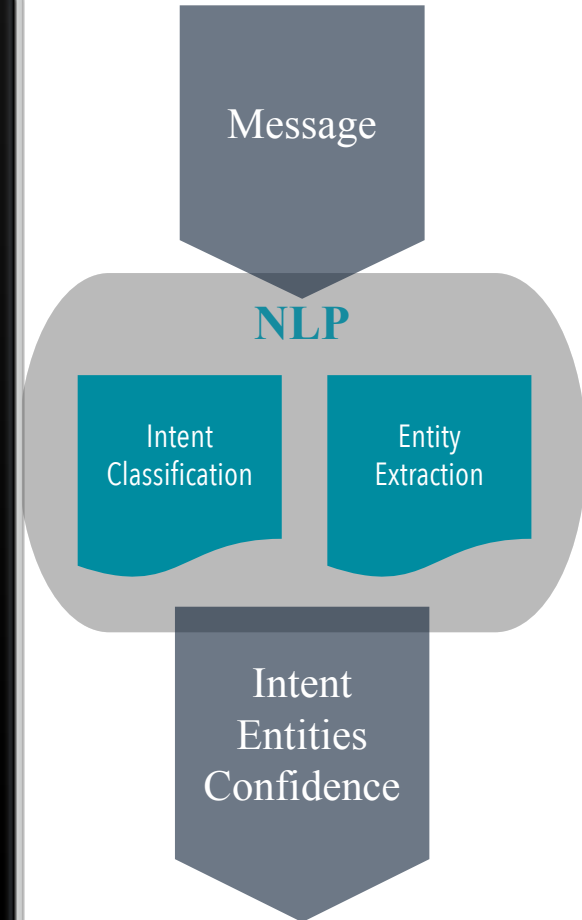 Message
NLP
Intent
Classification
Entity
Extraction
Intent
Entities
Confidence